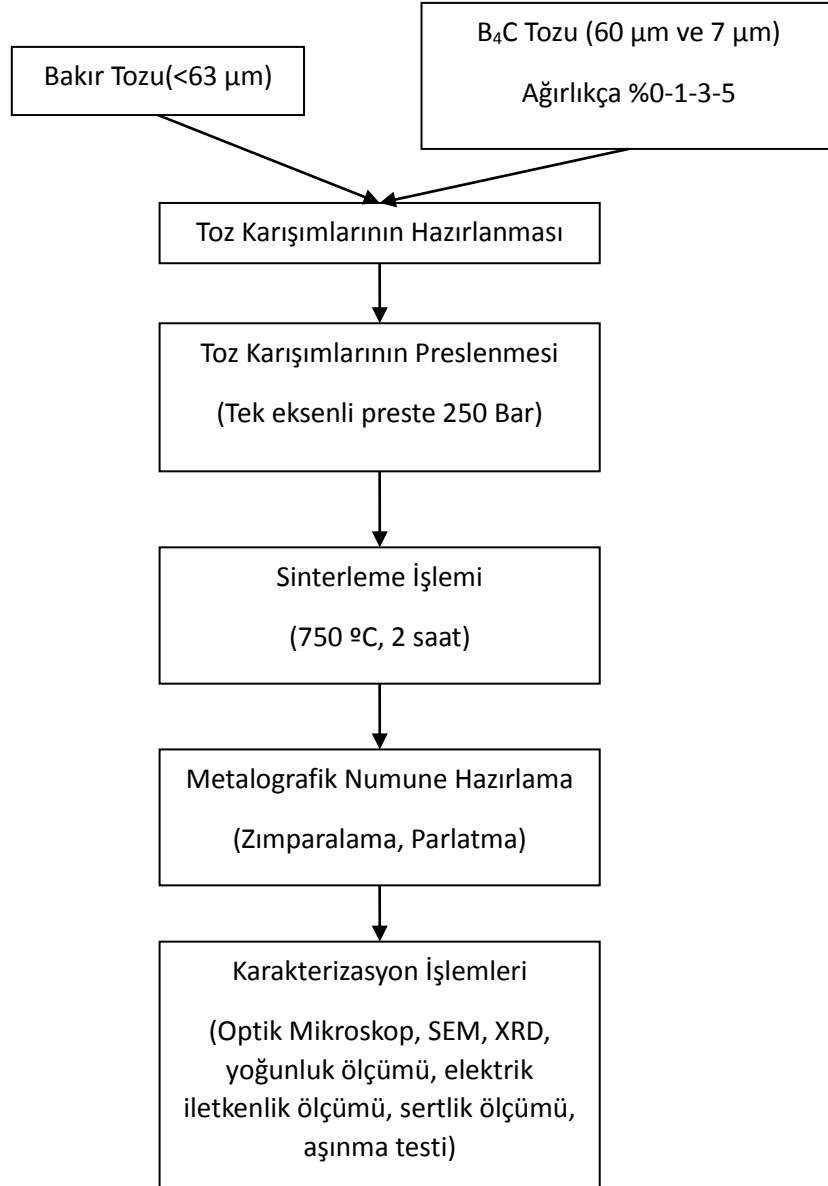 Bakır Tozu(<63 µm)
B₄C Tozu (60 µm ve 7 µm)
Ağırlıkça %0-1-3-5
Toz Karışımlarının Hazırlanması
Toz Karışımlarının Preslenmesi
(Tek eksenli preste 250 Bar)
Sinterleme İşlemi
(750 ºC, 2 saat)
Metalografik Numune Hazırlama
(Zımparalama, Parlatma)
Karakterizasyon İşlemleri
(Optik Mikroskop, SEM, XRD,
yoğunluk ölçümü, elektrik
iletkenlik ölçümü, sertlik ölçümü,
aşınma testi)